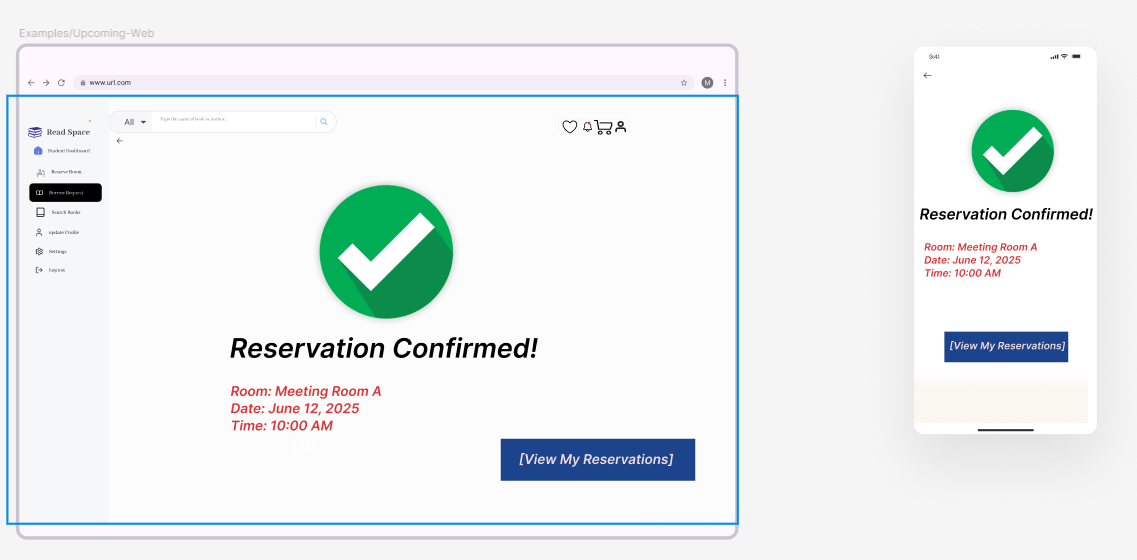 Examples/Upcoming-Web
www.url.com
M
Read Space
All
Type the name of Book or Author...
Student Dashboard
Reserve Room
Borrow Request
Search Books
update Profile
Settings
Logout
Reservation Confirmed!
Room: Meeting Room A
Date: June 12, 2025
Time: 10:00 AM
[View My Reservations]
9:41
Reservation Confirmed!
Room: Meeting Room A
Date: June 12, 2025
Time: 10:00 AM
[View My Reservations]